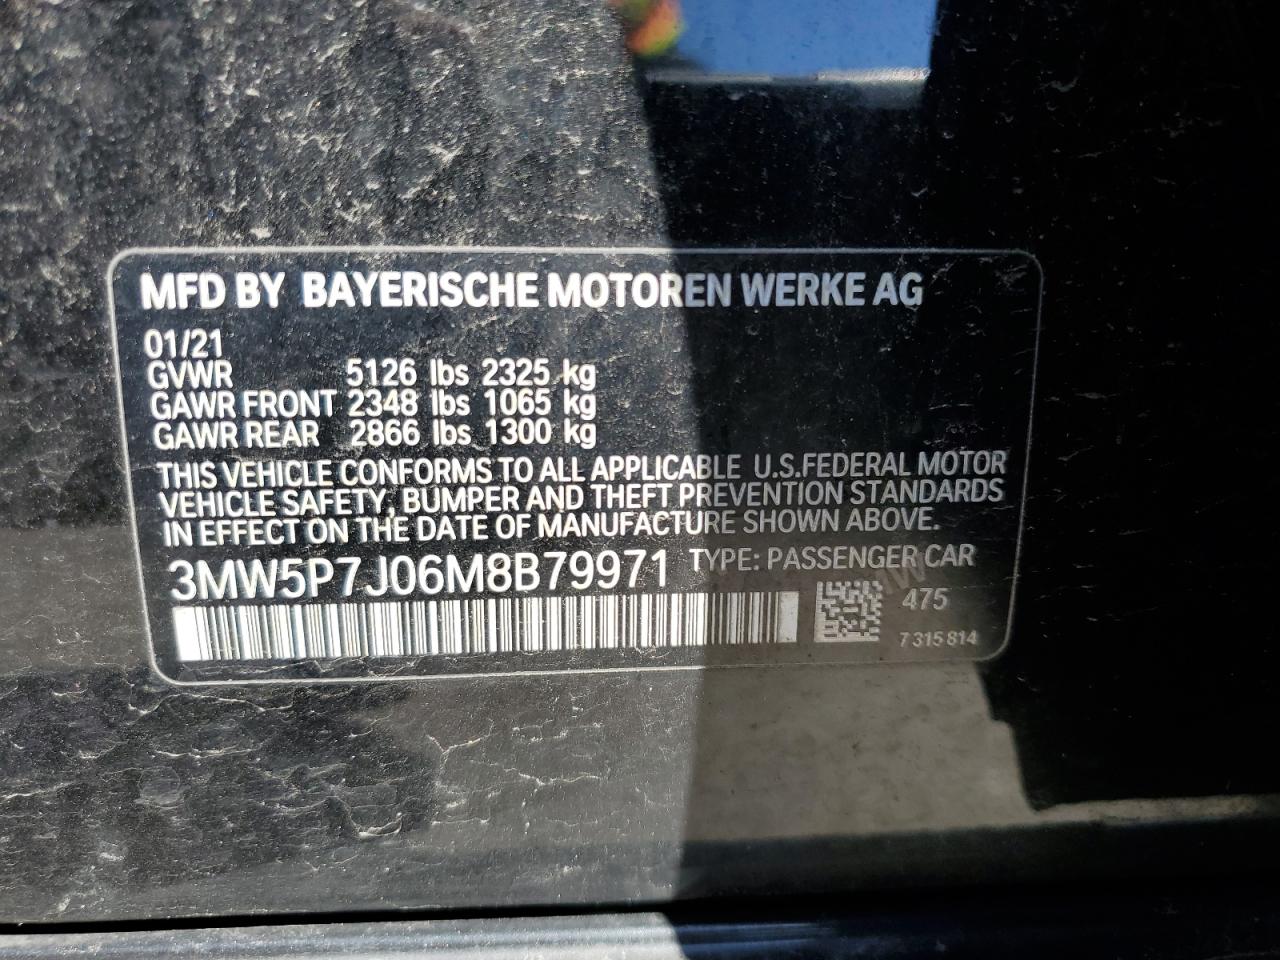 MFD BY BAYERISCHE MOTOREN WERKE AG
01/21
GVWR 5126 lbs 2325 kg
GAWR FRONT 2348 lbs 1065 kg
GAWR REAR 2866 lbs 1300 kg
THIS VEHICLE CONFORMS TO ALL APPLICABLE U.S.FEDERAL MOTOR
VEHICLE SAFETY, BUMPER AND THEFT PREVENTION STANDARDS
IN EFFECT ON THE DATE OF MANUFACTURE SHOWN ABOVE.
3MW5P7J06M8B79971 TYPE: PASSENGER CAR
475
7 315 814